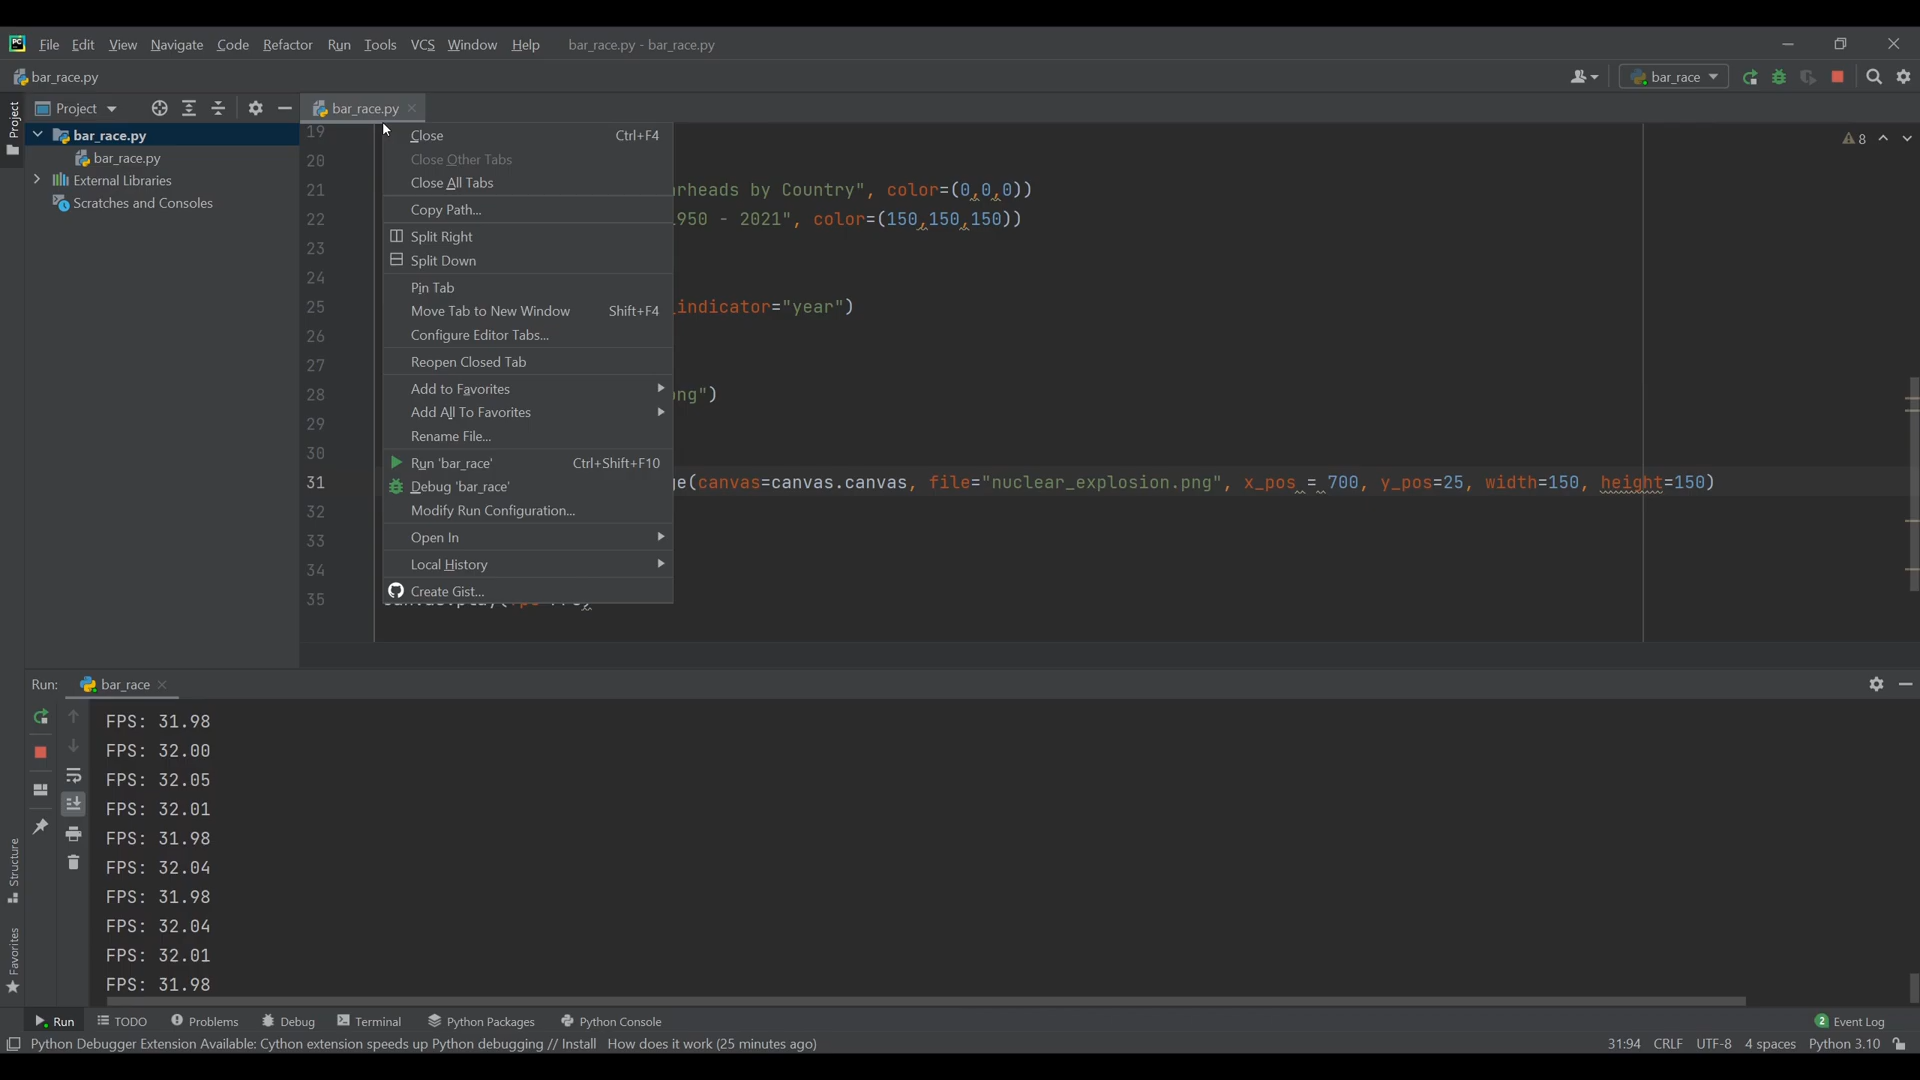 PC File Edit View Navigate Code Refactor Run Tools VCS Window Help bar_race.py - bar_race.py
bar_race.py bar_race
Project Project bar_race.py
bar_race.py
bar_race.py
External Libraries
Scratches and Consoles
Close Ctrl+F4
Close Other Tabs
Close All Tabs
Copy Path...
Split Right
Split Down
Pin Tab
Move Tab to New Window Shift+F4
Configure Editor Tabs...
Reopen Closed Tab
Add to Favorites
Add All To Favorites
Rename File...
Run 'bar_race' Ctrl+Shift+F10
Debug 'bar_race'
Modify Run Configuration...
Open In
Local History
Create Gist...
19 8
20
21 rheads by Country", color=(0,0,0))
22 950 - 2021", color=(150,150,150))
23
24
25 _indicator="year")
26
27
28 ng")
29
30
31 ge(canvas=canvas.canvas, file="nuclear_explosion.png", x_pos = 700, y_pos=25, width=150, height=150)
32
33
34
35
Run: bar_race
FPS: 31.98
FPS: 32.00
FPS: 32.05
FPS: 32.01
FPS: 31.98
FPS: 32.04
FPS: 31.98
FPS: 32.04
FPS: 32.01
FPS: 31.98
Structure
Favorites
Run TODO Problems Debug Terminal Python Packages Python Console 2 Event Log
Python Debugger Extension Available: Cython extension speeds up Python debugging // Install How does it work (25 minutes ago) 31:94 CRLF UTF-8 4 spaces Python 3.10